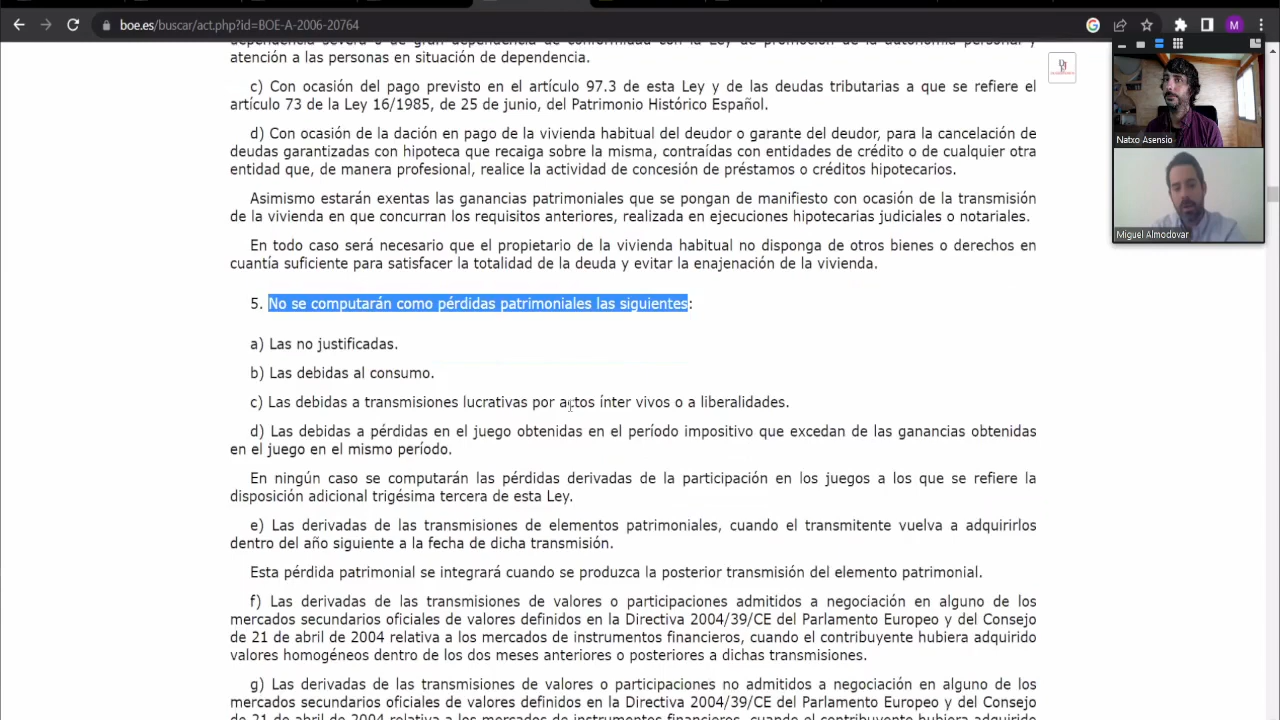 boe.es/buscar/act.php?id=BOE-A-2006-20764
atención a las personas en situación de dependencia.
c) Con ocasión del pago previsto en el artículo 97.3 de esta Ley y de las deudas tributarias a que se refiere el
artículo 73 de la Ley 16/1985, de 25 de junio, del Patrimonio Histórico Español.
d) Con ocasión de la dación en pago de la vivienda habitual del deudor o garante del deudor, para la cancelación de
deudas garantizadas con hipoteca que recaiga sobre la misma, contraídas con entidades de crédito o de cualquier otra
entidad que, de manera profesional, realice la actividad de concesión de préstamos o créditos hipotecarios.
Asimismo estarán exentas las ganancias patrimoniales que se pongan de manifiesto con ocasión de la transmisión
de la vivienda en que concurran los requisitos anteriores, realizada en ejecuciones hipotecarias judiciales o notariales.
En todo caso será necesario que el propietario de la vivienda habitual no disponga de otros bienes o derechos en
cuantía suficiente para satisfacer la totalidad de la deuda y evitar la enajenación de la vivienda.
5. No se computarán como pérdidas patrimoniales las siguientes:
a) Las no justificadas.
b) Las debidas al consumo.
c) Las debidas a transmisiones lucrativas por actos ínter vivos o a liberalidades.
d) Las debidas a pérdidas en el juego obtenidas en el período impositivo que excedan de las ganancias obtenidas
en el juego en el mismo período.
En ningún caso se computarán las pérdidas derivadas de la participación en los juegos a los que se refiere la
disposición adicional trigésima tercera de esta Ley.
e) Las derivadas de las transmisiones de elementos patrimoniales, cuando el transmitente vuelva a adquirirlos
dentro del año siguiente a la fecha de dicha transmisión.
Esta pérdida patrimonial se integrará cuando se produzca la posterior transmisión del elemento patrimonial.
f) Las derivadas de las transmisiones de valores o participaciones admitidos a negociación en alguno de los
mercados secundarios oficiales de valores definidos en la Directiva 2004/39/CE del Parlamento Europeo y del Consejo
de 21 de abril de 2004 relativa a los mercados de instrumentos financieros, cuando el contribuyente hubiera adquirido
valores homogéneos dentro de los dos meses anteriores o posteriores a dichas transmisiones.
g) Las derivadas de las transmisiones de valores o participaciones no admitidos a negociación en alguno de los
mercados secundarios oficiales de valores definidos en la Directiva 2004/39/CE del Parlamento Europeo y del Consejo
M
Natxo Asensio
Miguel Almodovar